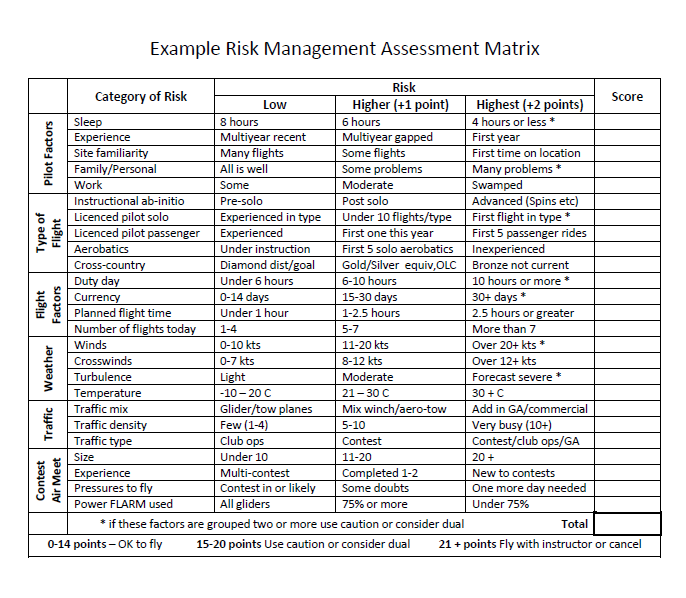 Example Risk Management Assessment Matrix
Category of Risk Risk Score
Low Higher (+1 point) Highest (+2 points)
Pilot Factors
Sleep 8 hours 6 hours 4 hours or less *
Experience Multiyear recent Multiyear gapped First year
Site familiarity Many flights Some flights First time on location
Family/Personal All is well Some problems Many problems *
Work Some Moderate Swamped
Type of Flight
Instructional ab-initio Pre-solo Post solo Advanced (Spins etc)
Licenced pilot solo Experienced in type Under 10 flights/type First flight in type *
Licenced pilot passenger Experienced First one this year First 5 passenger rides
Aerobatics Under instruction First 5 solo aerobatics Inexperienced
Cross-country Diamond dist/goal Gold/Silver equiv,OLC Bronze not current
Flight Factors
Duty day Under 6 hours 6-10 hours 10 hours or more *
Currency 0-14 days 15-30 days 30+ days *
Planned flight time Under 1 hour 1-2.5 hours 2.5 hours or greater
Number of flights today 1-4 5-7 More than 7
Weather
Winds 0-10 kts 11-20 kts Over 20+ kts *
Crosswinds 0-7 kts 8-12 kts Over 12+ kts
Turbulence Light Moderate Forecast severe *
Temperature -10 – 20 C 21 – 30 C 30 + C
Traffic
Traffic mix Glider/tow planes Mix winch/aero-tow Add in GA/commercial
Traffic density Few (1-4) 5-10 Very busy (10+)
Traffic type Club ops Contest Contest/club ops/GA
Contest Air Meet
Size Under 10 11-20 20 +
Experience Multi-contest Completed 1-2 New to contests
Pressures to fly Contest in or likely Some doubts One more day needed
Power FLARM used All gliders 75% or more Under 75%
* if these factors are grouped two or more use caution or consider dual Total
0-14 points – OK to fly 15-20 points Use caution or consider dual 21 + points Fly with instructor or cancel